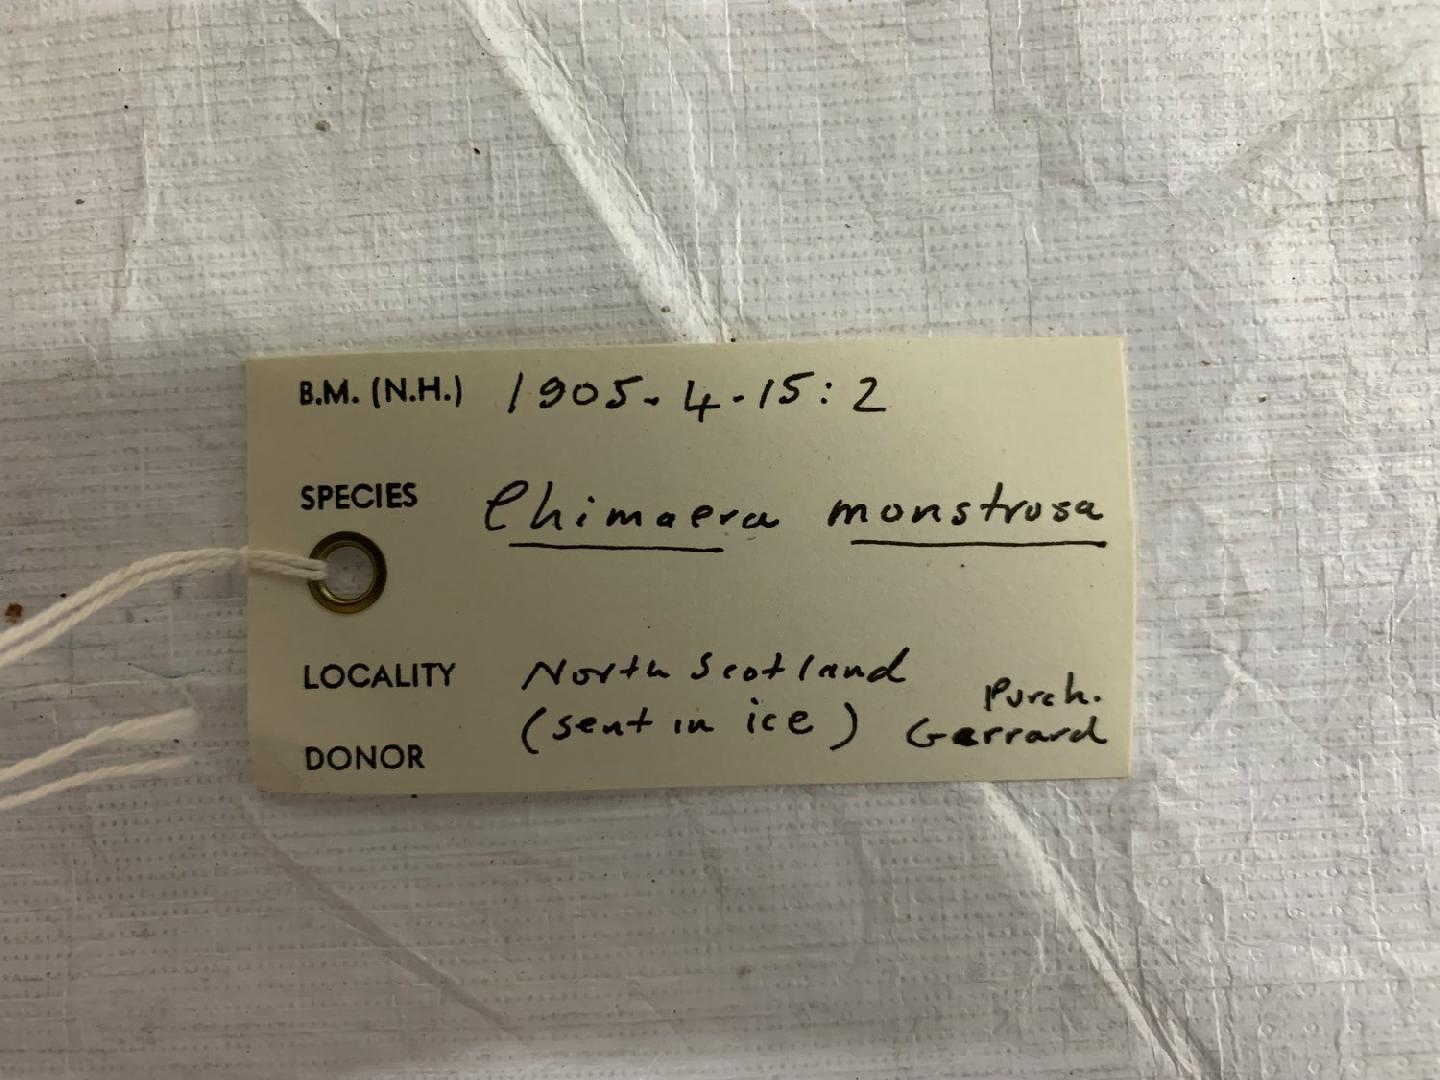 B.M. (N.H.) 1905.4.15:2
SPECIES Chimaera monstrosa
LOCALITY North Scotland
(sent in ice) Purch.
Gerrard
DONOR